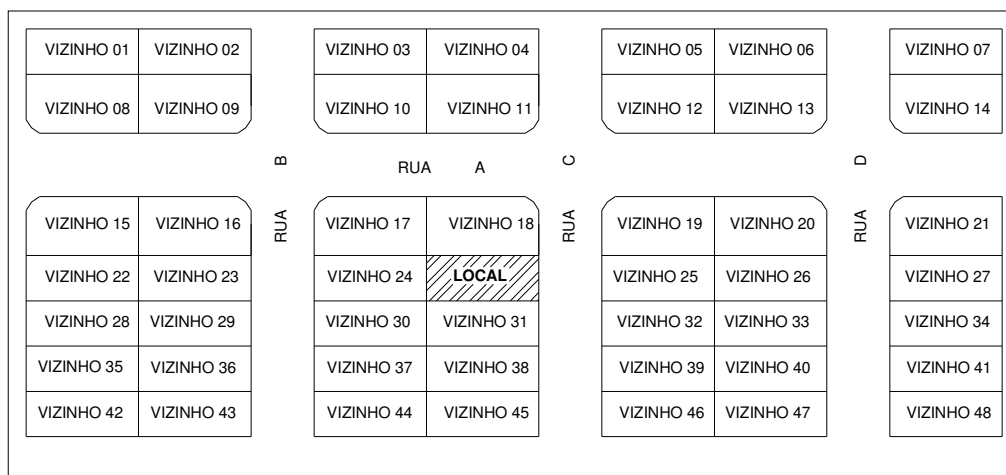 VIZINHO 01 VIZINHO 02 VIZINHO 03 VIZINHO 04 VIZINHO 05 VIZINHO 06 VIZINHO 07
VIZINHO 08 VIZINHO 09 VIZINHO 10 VIZINHO 11 VIZINHO 12 VIZINHO 13 VIZINHO 14
RUA A
RUA B
RUA C
RUA D
VIZINHO 15 VIZINHO 16 VIZINHO 17 VIZINHO 18 VIZINHO 19 VIZINHO 20 VIZINHO 21
VIZINHO 22 VIZINHO 23 VIZINHO 24 LOCAL VIZINHO 25 VIZINHO 26 VIZINHO 27
VIZINHO 28 VIZINHO 29 VIZINHO 30 VIZINHO 31 VIZINHO 32 VIZINHO 33 VIZINHO 34
VIZINHO 35 VIZINHO 36 VIZINHO 37 VIZINHO 38 VIZINHO 39 VIZINHO 40 VIZINHO 41
VIZINHO 42 VIZINHO 43 VIZINHO 44 VIZINHO 45 VIZINHO 46 VIZINHO 47 VIZINHO 48